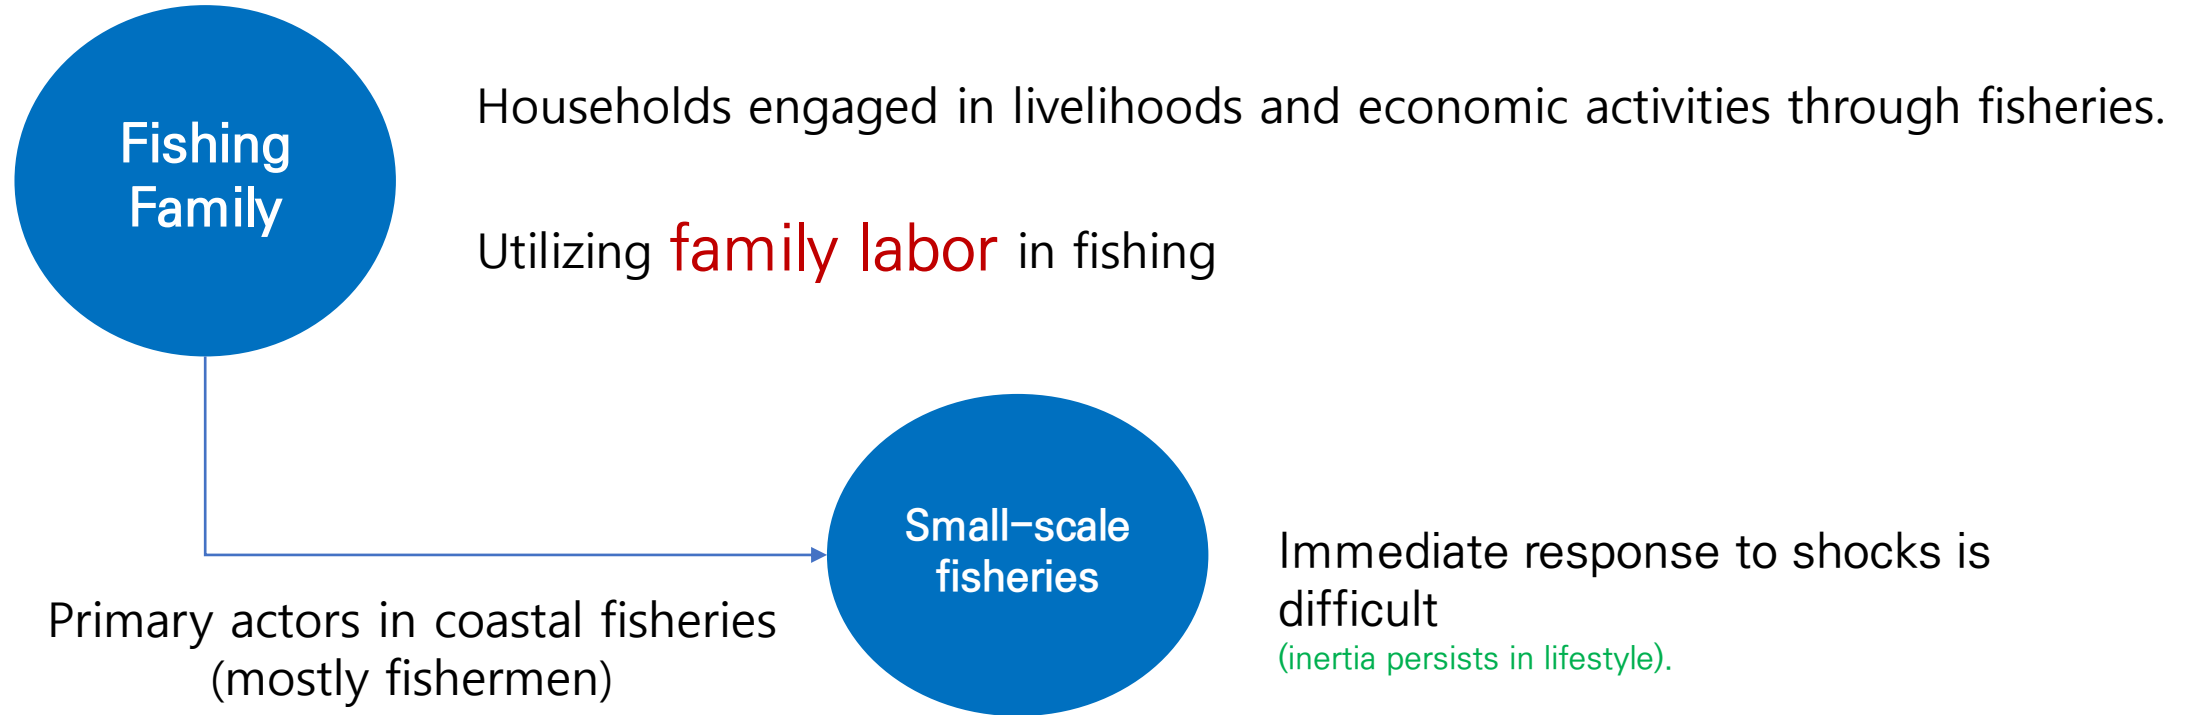 Fishing
Family
Households engaged in livelihoods and economic activities through fisheries.
Utilizing family labor in fishing
Small-scale
fisheries
Primary actors in coastal fisheries
(mostly fishermen)
Immediate response to shocks is
difficult
(inertia persists in lifestyle).